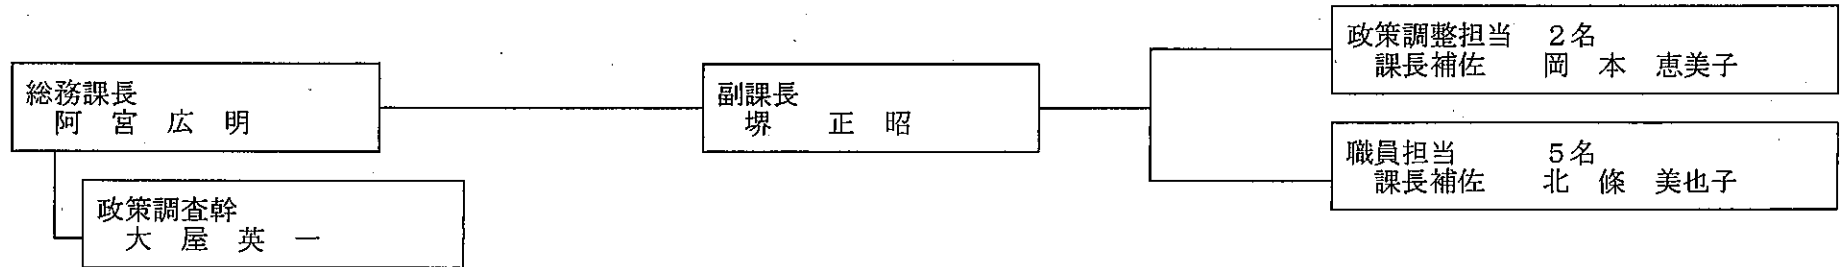 総務課長
阿宮広明
政策調査幹
大屋英一
副課長
堺正昭
政策調整担当 2名
課長補佐 岡本恵美子
職員担当 5名
課長補佐 北條美也子